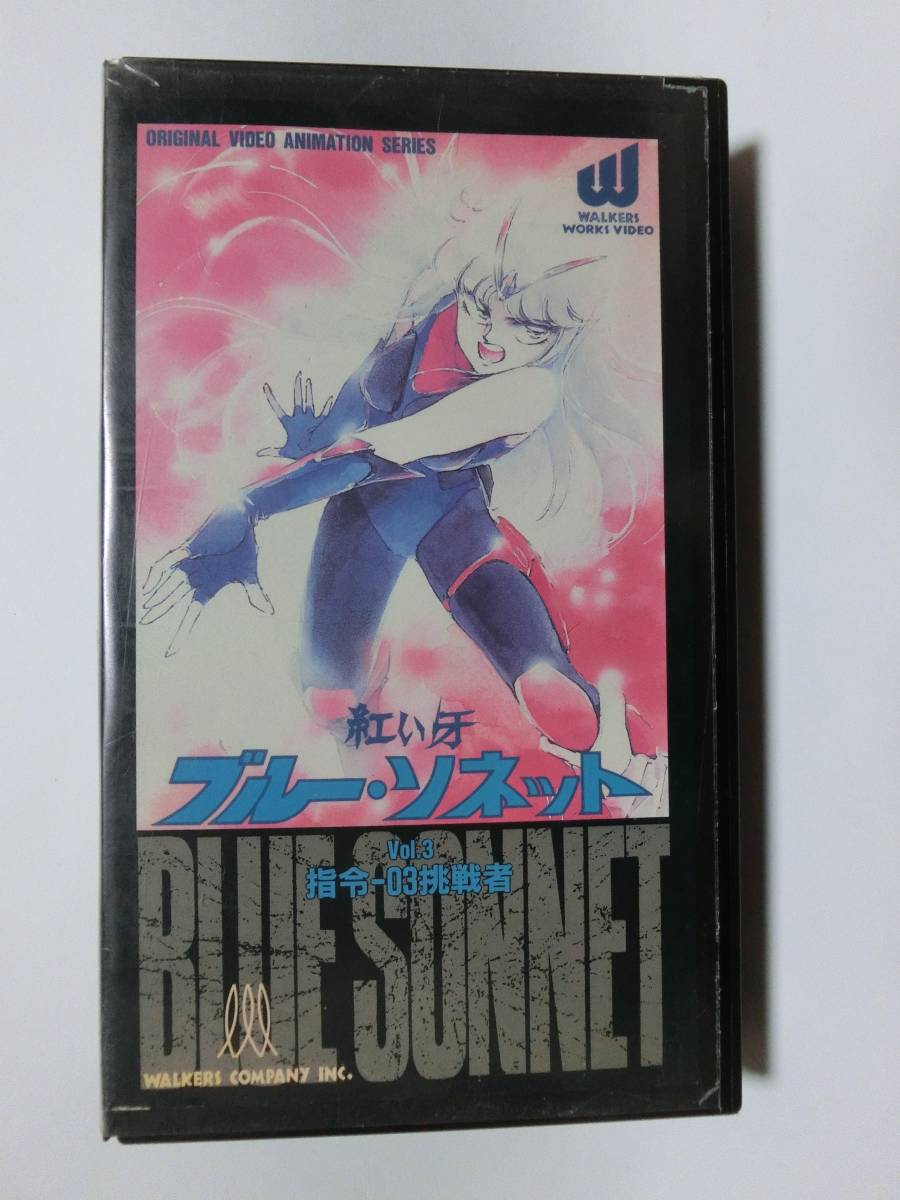 ORIGINAL VIDEO ANIMATION SERIES
WALKERS
WORKS VIDEO
紅い牙
ブルー・ソネット
BLUE SONNET
Vol.3
指令-03挑戦者
WALKERS COMPANY INC.